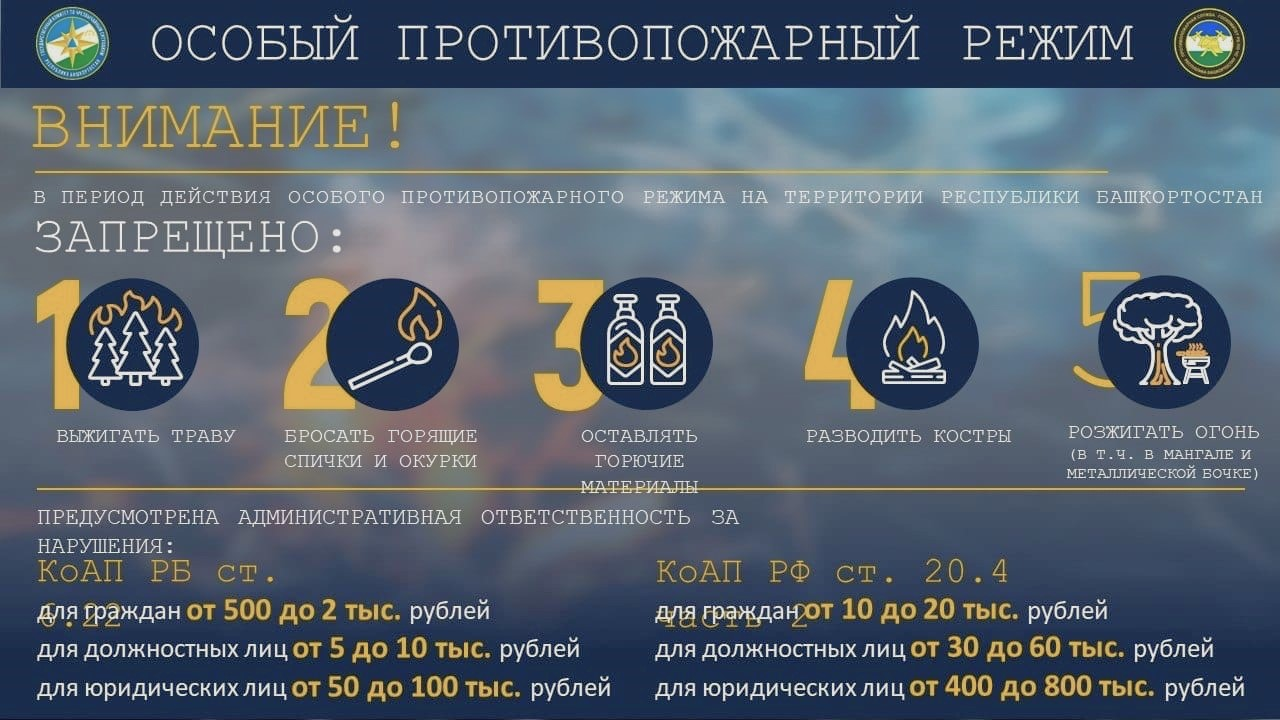 ОСОБЫЙ ПРОТИВОПОЖАРНЫЙ РЕЖИМ
ВНИМАНИЕ!
В ПЕРИОД ДЕЙСТВИЯ ОСОБОГО ПРОТИВОПОЖАРНОГО РЕЖИМА НА ТЕРРИТОРИИ РЕСПУБЛИКИ БАШКОРТОСТАН
ЗАПРЕЩЕНО:
1
ВЫЖИГАТЬ ТРАВУ
2
БРОСАТЬ ГОРЯЩИЕ
СПИЧКИ И ОКУРКИ
3
ОСТАВЛЯТЬ
ГОРЮЧИЕ
МАТЕРИАЛЫ
4
РАЗВОДИТЬ КОСТРЫ
5
РОЗЖИГАТЬ ОГОНЬ
(В Т.Ч. В МАНГАЛЕ И
МЕТАЛЛИЧЕСКОЙ БОЧКЕ)
ПРЕДУСМОТРЕНА АДМИНИСТРАТИВНАЯ ОТВЕТСТВЕННОСТЬ ЗА
НАРУШЕНИЯ:
КоАП РБ ст.
6.22
для граждан от 500 до 2 тыс. рублей
для должностных лиц от 5 до 10 тыс. рублей
для юридических лиц от 50 до 100 тыс. рублей
КоАП РФ ст. 20.4
часть 2
для граждан от 10 до 20 тыс. рублей
для должностных лиц от 30 до 60 тыс. рублей
для юридических лиц от 400 до 800 тыс. рублей